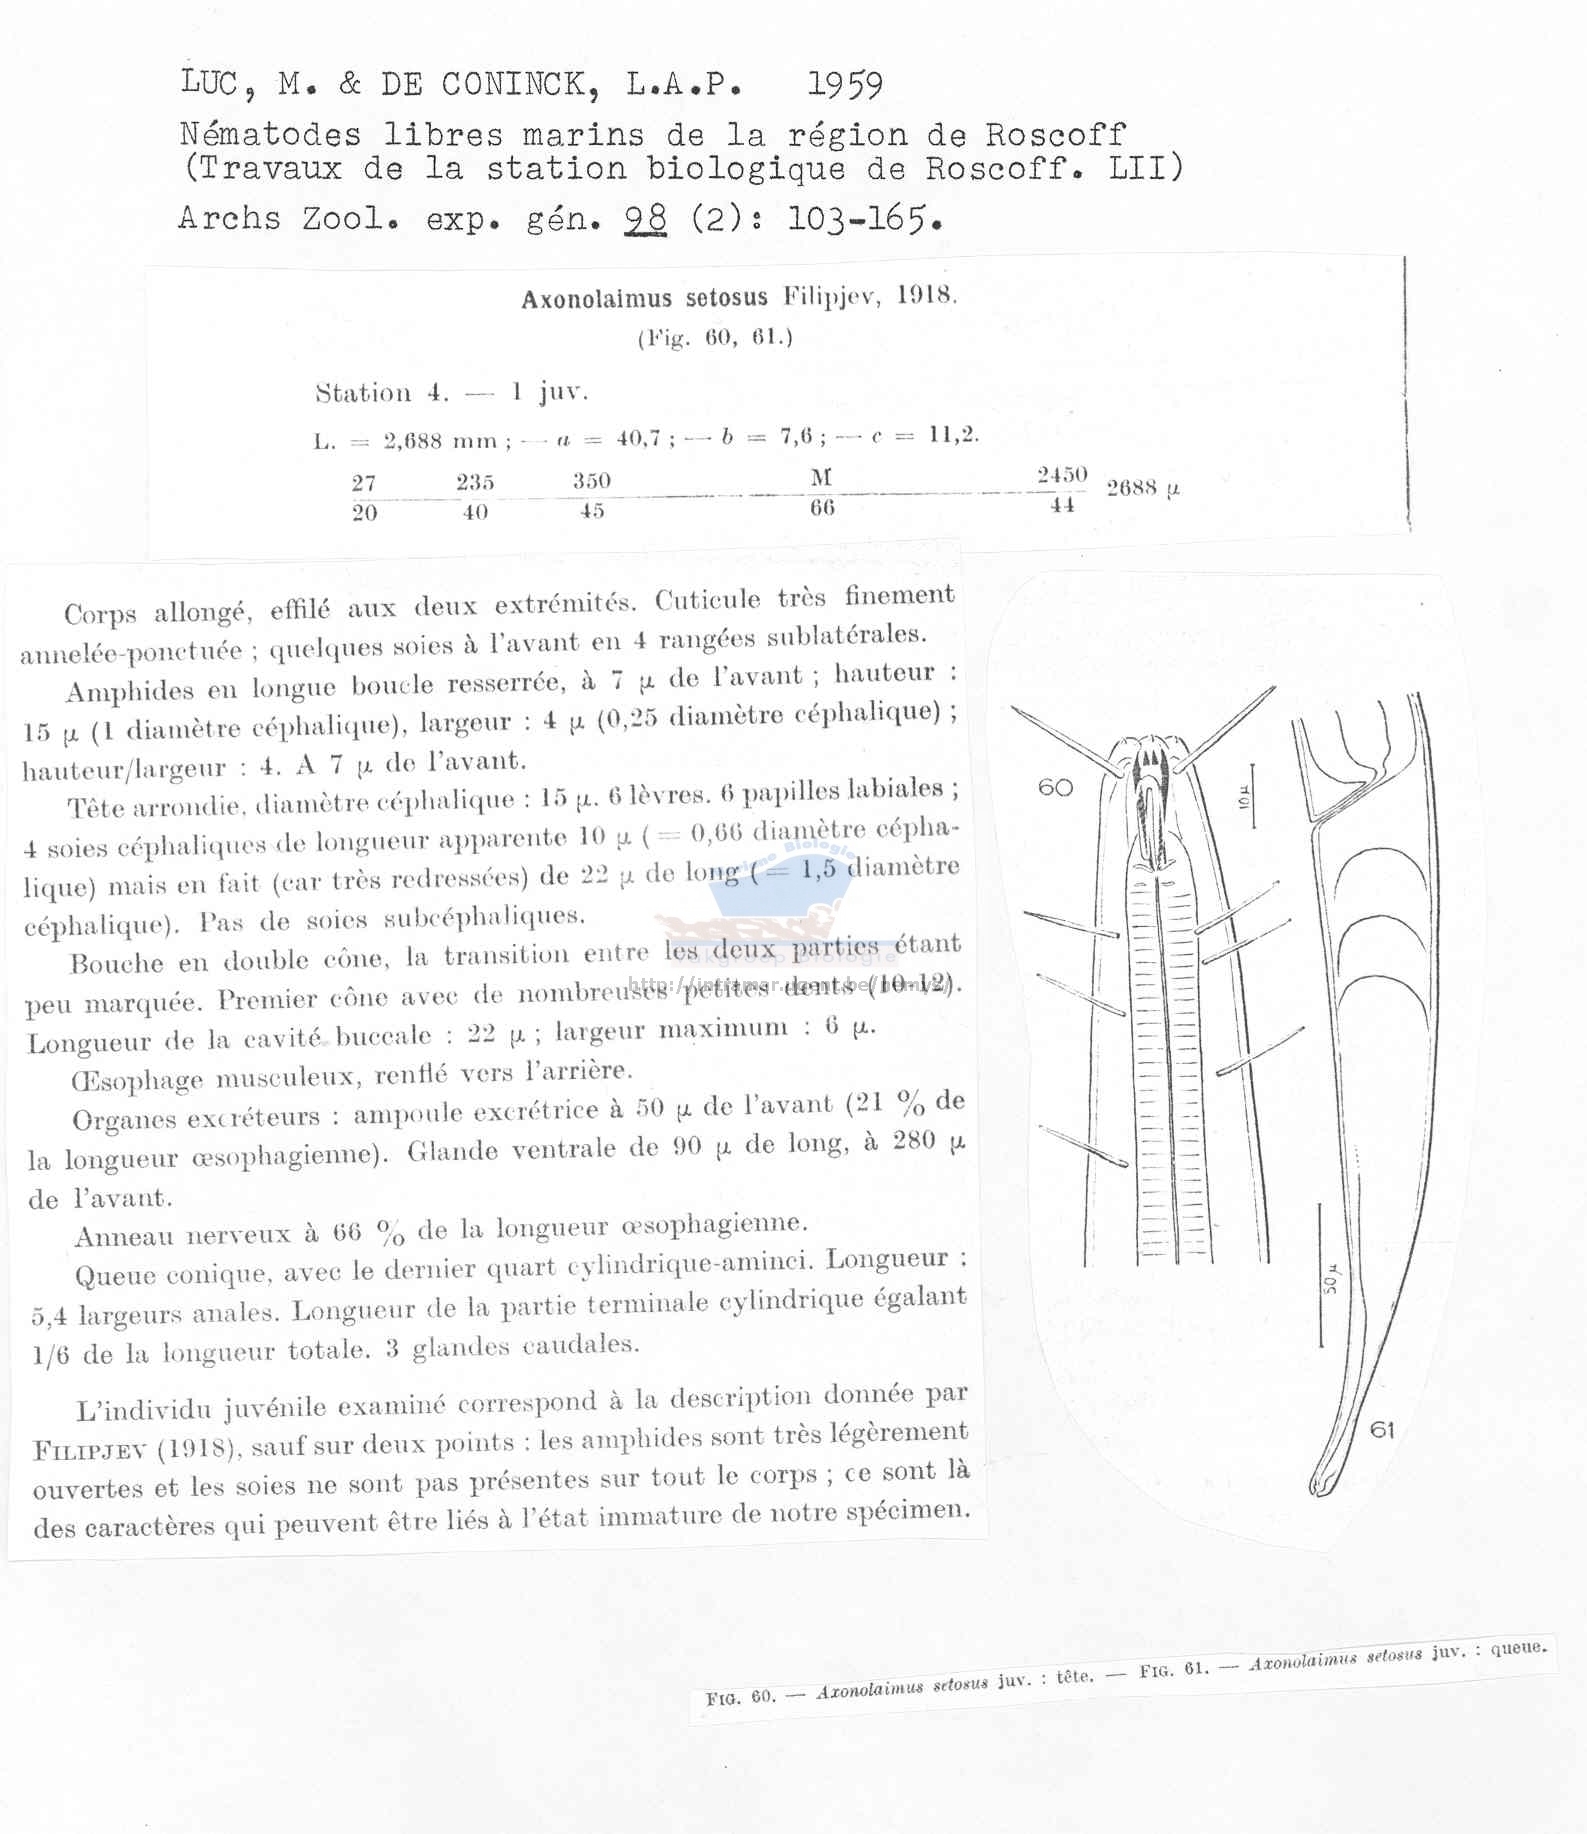 LUC, M. & DE CONINCK, L.A.P. 1959
Nématodes libres marins de la région de Roscoff
(Travaux de la station biologique de Roscoff. LII)
Archs Zool. exp. gén. 98 (2): 103-165.
Axonolaimus setosus Filipjev, 1918.
(Fig. 60, 61.)
Station 4. — 1 juv.
L. = 2,688 mm ; — a = 40,7 ; — b = 7,6 ; — c = 11,2.
27 235 350 M 2450
2688 µ
20 40 45 66 44
Corps allongé, effilé aux deux extrémités. Cuticule très finement
annelée-ponctuée ; quelques soies à l'avant en 4 rangées sublatérales.
Amphides en longue boucle resserrée, à 7 µ de l'avant ; hauteur :
15 µ (1 diamètre céphalique), largeur : 4 µ (0,25 diamètre céphalique) ;
hauteur/largeur : 4. A 7 µ de l'avant.
Tête arrondie, diamètre céphalique : 15 µ. 6 lèvres. 6 papilles labiales ;
4 soies céphaliques de longueur apparente 10 µ (= 0,66 diamètre cépha-
lique) mais en fait (car très redressées) de 22 µ de long (= 1,5 diamètre
céphalique). Pas de soies subcéphaliques.
Bouche en double cône, la transition entre les deux parties étant
peu marquée. Premier cône avec de nombreuses petites dents (10-12).
Longueur de la cavité buccale : 22 µ ; largeur maximum : 6 µ.
Œsophage musculeux, renflé vers l'arrière.
Organes excréteurs : ampoule excrétrice à 50 µ de l'avant (21 % de
la longueur œsophagienne). Glande ventrale de 90 µ de long, à 280 µ
de l'avant.
Anneau nerveux à 66 % de la longueur œsophagienne.
Queue conique, avec le dernier quart cylindrique-aminci. Longueur :
5,4 largeurs anales. Longueur de la partie terminale cylindrique égalant
1/6 de la longueur totale. 3 glandes caudales.
L'individu juvénile examiné correspond à la description donnée par
FILIPJEV (1918), sauf sur deux points : les amphides sont très légèrement
ouvertes et les soies ne sont pas présentes sur tout le corps ; ce sont là
des caractères qui peuvent être liés à l'état immature de notre spécimen.
60
10 µ
50 µ
61
FIG. 60. — Axonolaimus setosus juv. : tête. — FIG. 61. — Axonolaimus setosus juv. : queue.